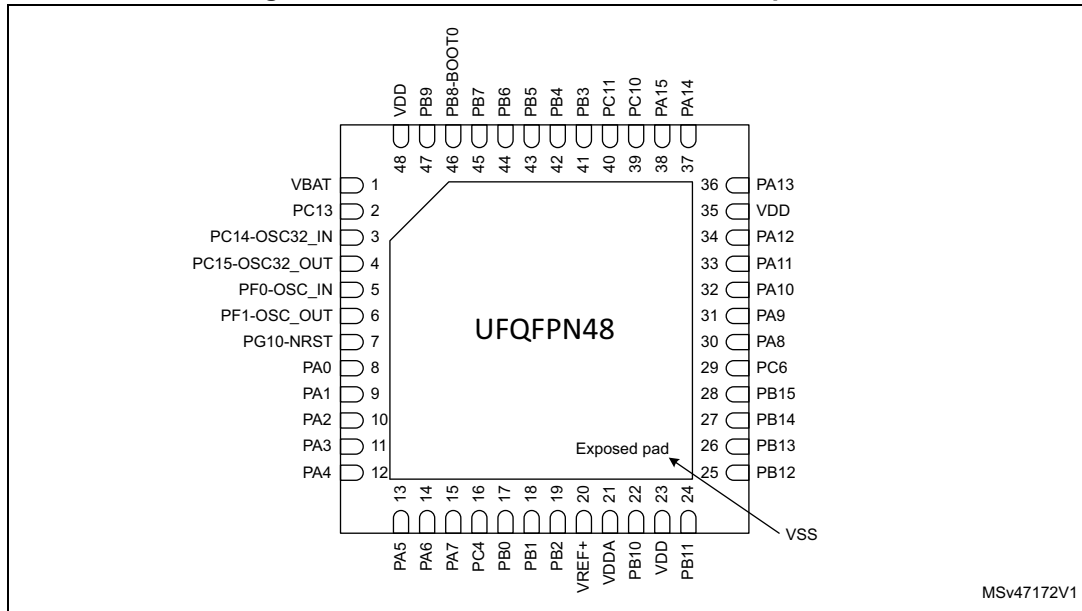 VDD
PB9
PB8-BOOT0
PB7
PB6
PB5
PB4
PB3
PC11
PC10
PA15
PA14
48
47
46
45
44
43
42
41
40
39
38
37
VBAT 1
PC13 2
PC14-OSC32_IN 3
PC15-OSC32_OUT 4
PF0-OSC_IN 5
PF1-OSC_OUT 6
PG10-NRST 7
PA0 8
PA1 9
PA2 10
PA3 11
PA4 12
UFQFPN48
Exposed pad
36 PA13
35 VDD
34 PA12
33 PA11
32 PA10
31 PA9
30 PA8
29 PC6
28 PB15
27 PB14
26 PB13
25 PB12
13
14
15
16
17
18
19
20
21
22
23
24
PA5
PA6
PA7
PC4
PB0
PB1
PB2
VREF+
VDDA
PB10
VDD
PB11
VSS
MSv47172V1